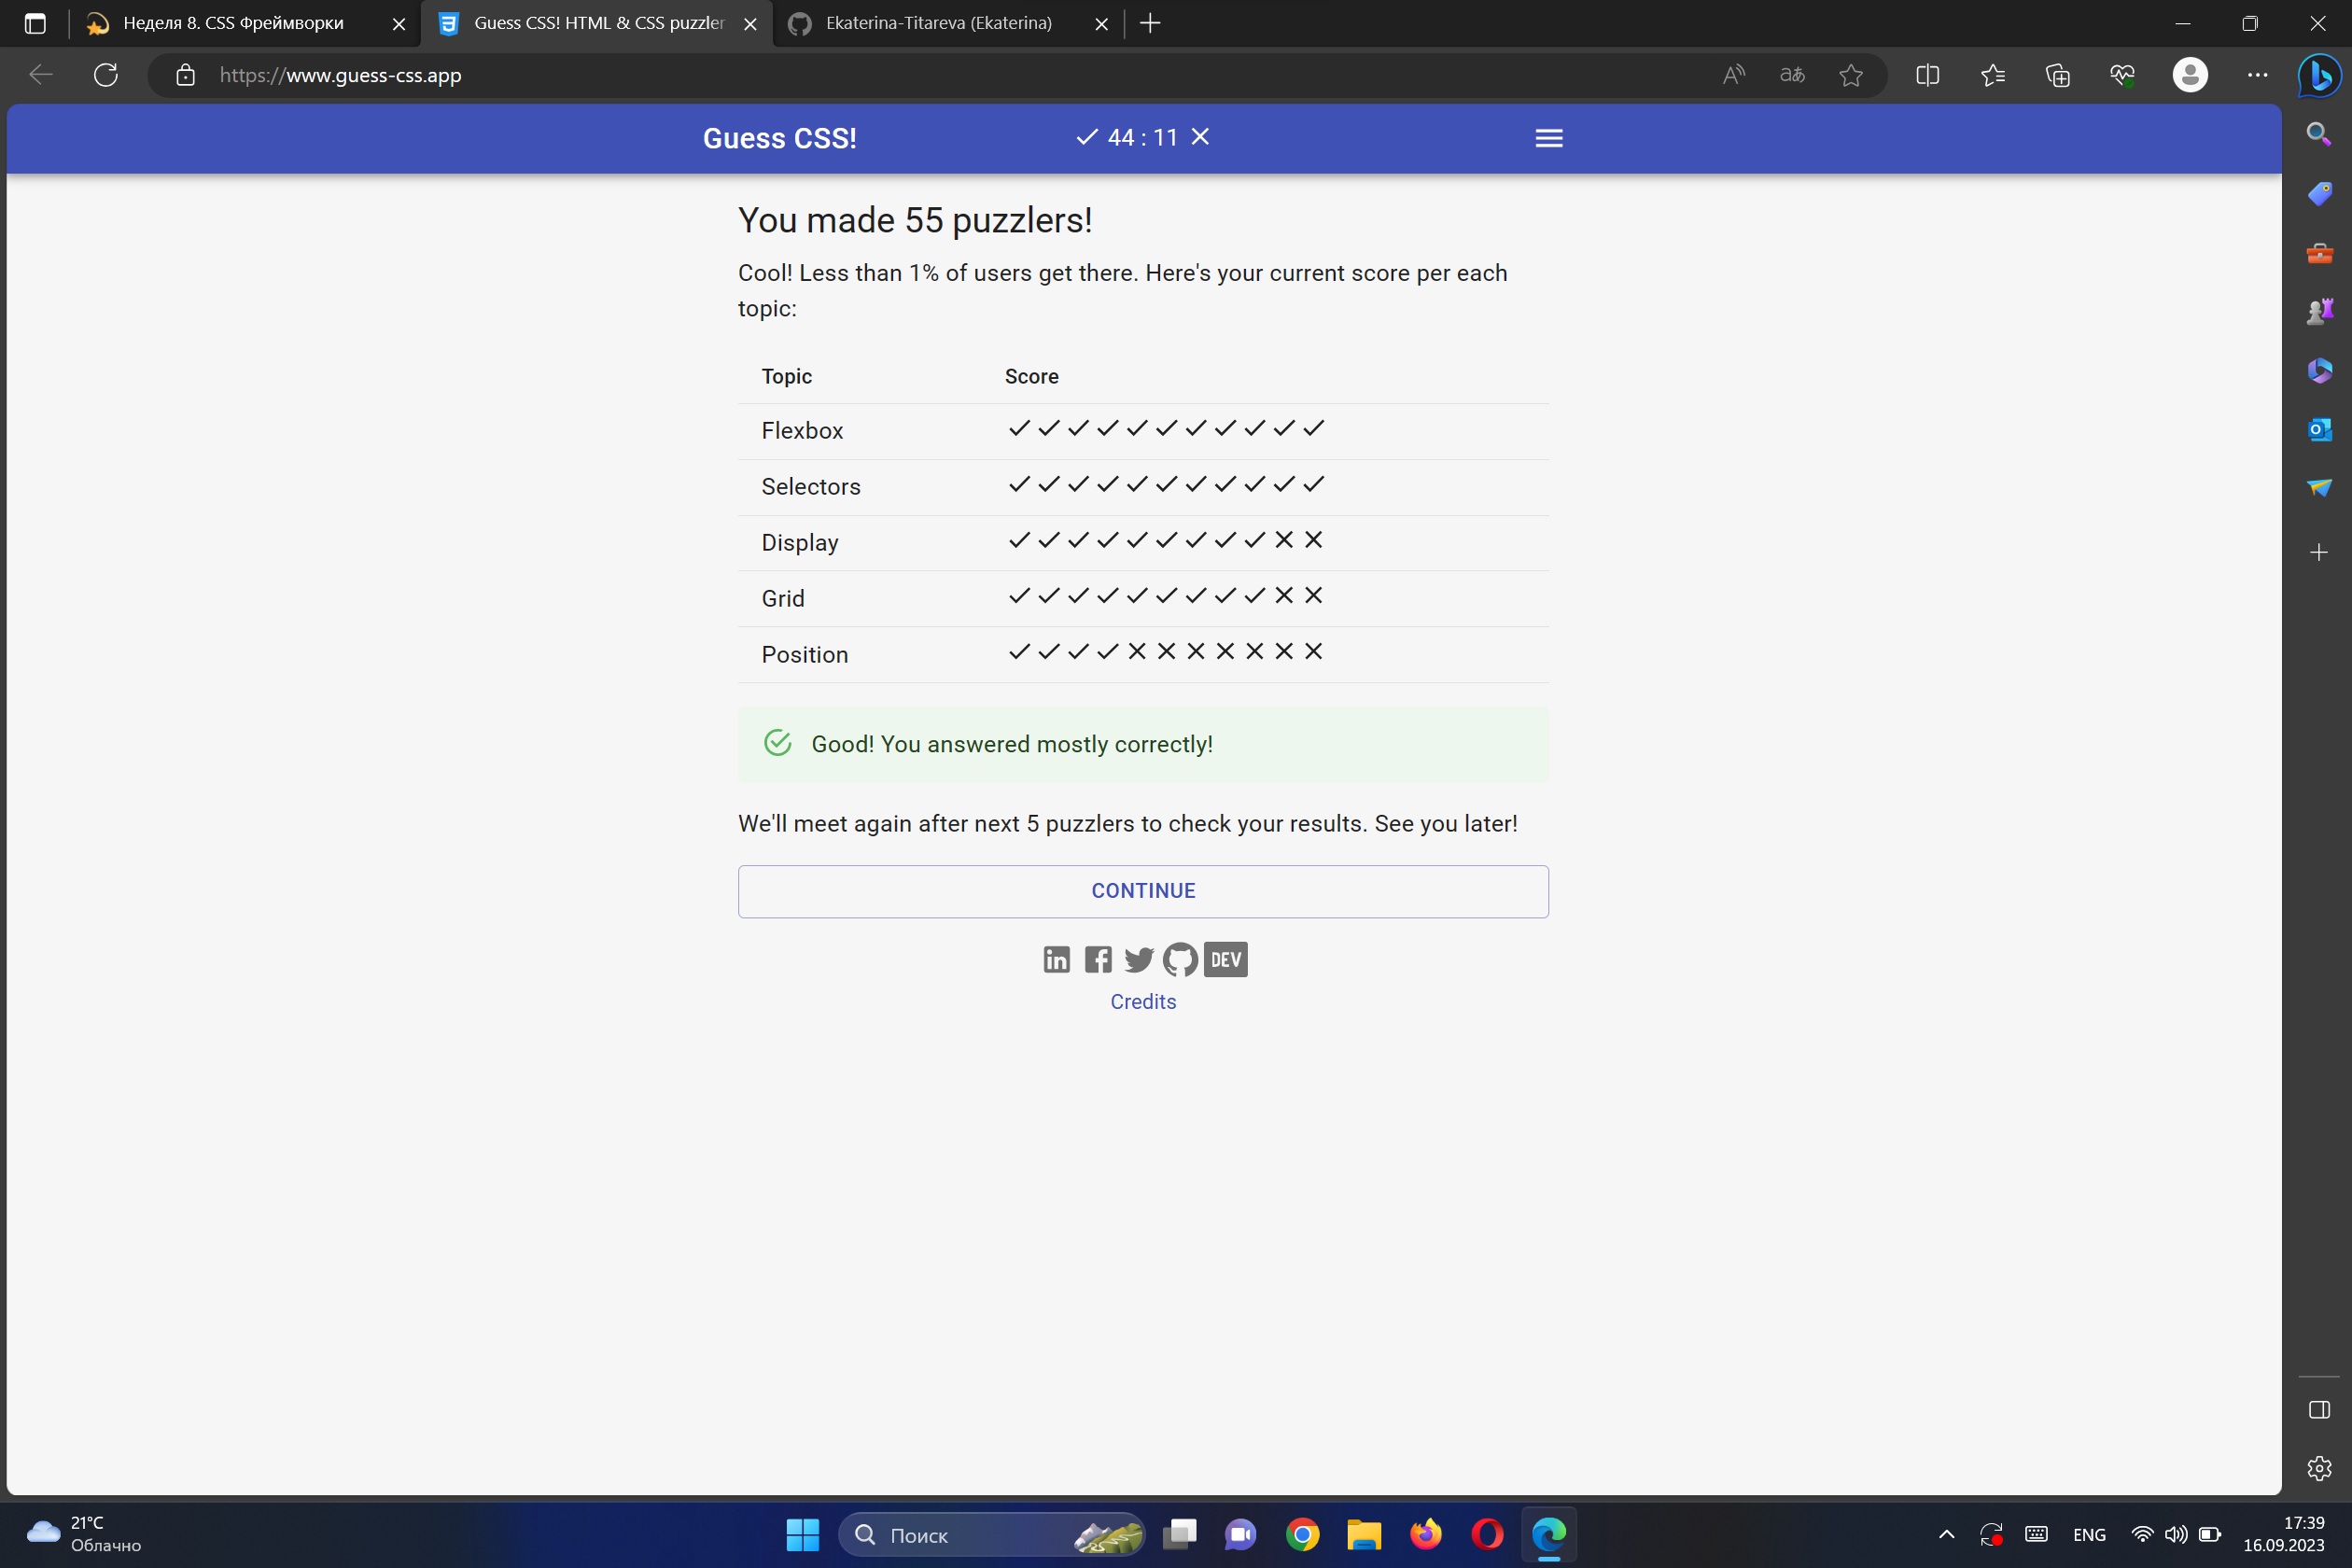 Неделя 8. CSS Фреймворки
Guess CSS! HTML & CSS puzzler
Ekaterina-Titareva (Ekaterina)
https://www.guess-css.app
Guess CSS!
44 : 11
You made 55 puzzlers!
Cool! Less than 1% of users get there. Here's your current score per each
topic:
Topic Score
Flexbox ✓ ✓ ✓ ✓ ✓ ✓ ✓ ✓ ✓ ✓ ✓
Selectors ✓ ✓ ✓ ✓ ✓ ✓ ✓ ✓ ✓ ✓ ✓
Display ✓ ✓ ✓ ✓ ✓ ✓ ✓ ✓ ✓ ✕ ✕
Grid ✓ ✓ ✓ ✓ ✓ ✓ ✓ ✓ ✓ ✕ ✕
Position ✓ ✓ ✓ ✓ ✕ ✕ ✕ ✕ ✕ ✕ ✕
Good! You answered mostly correctly!
We'll meet again after next 5 puzzlers to check your results. See you later!
CONTINUE
in DEV
Credits
21°C
Облачно
Поиск
ENG
17:39
16.09.2023